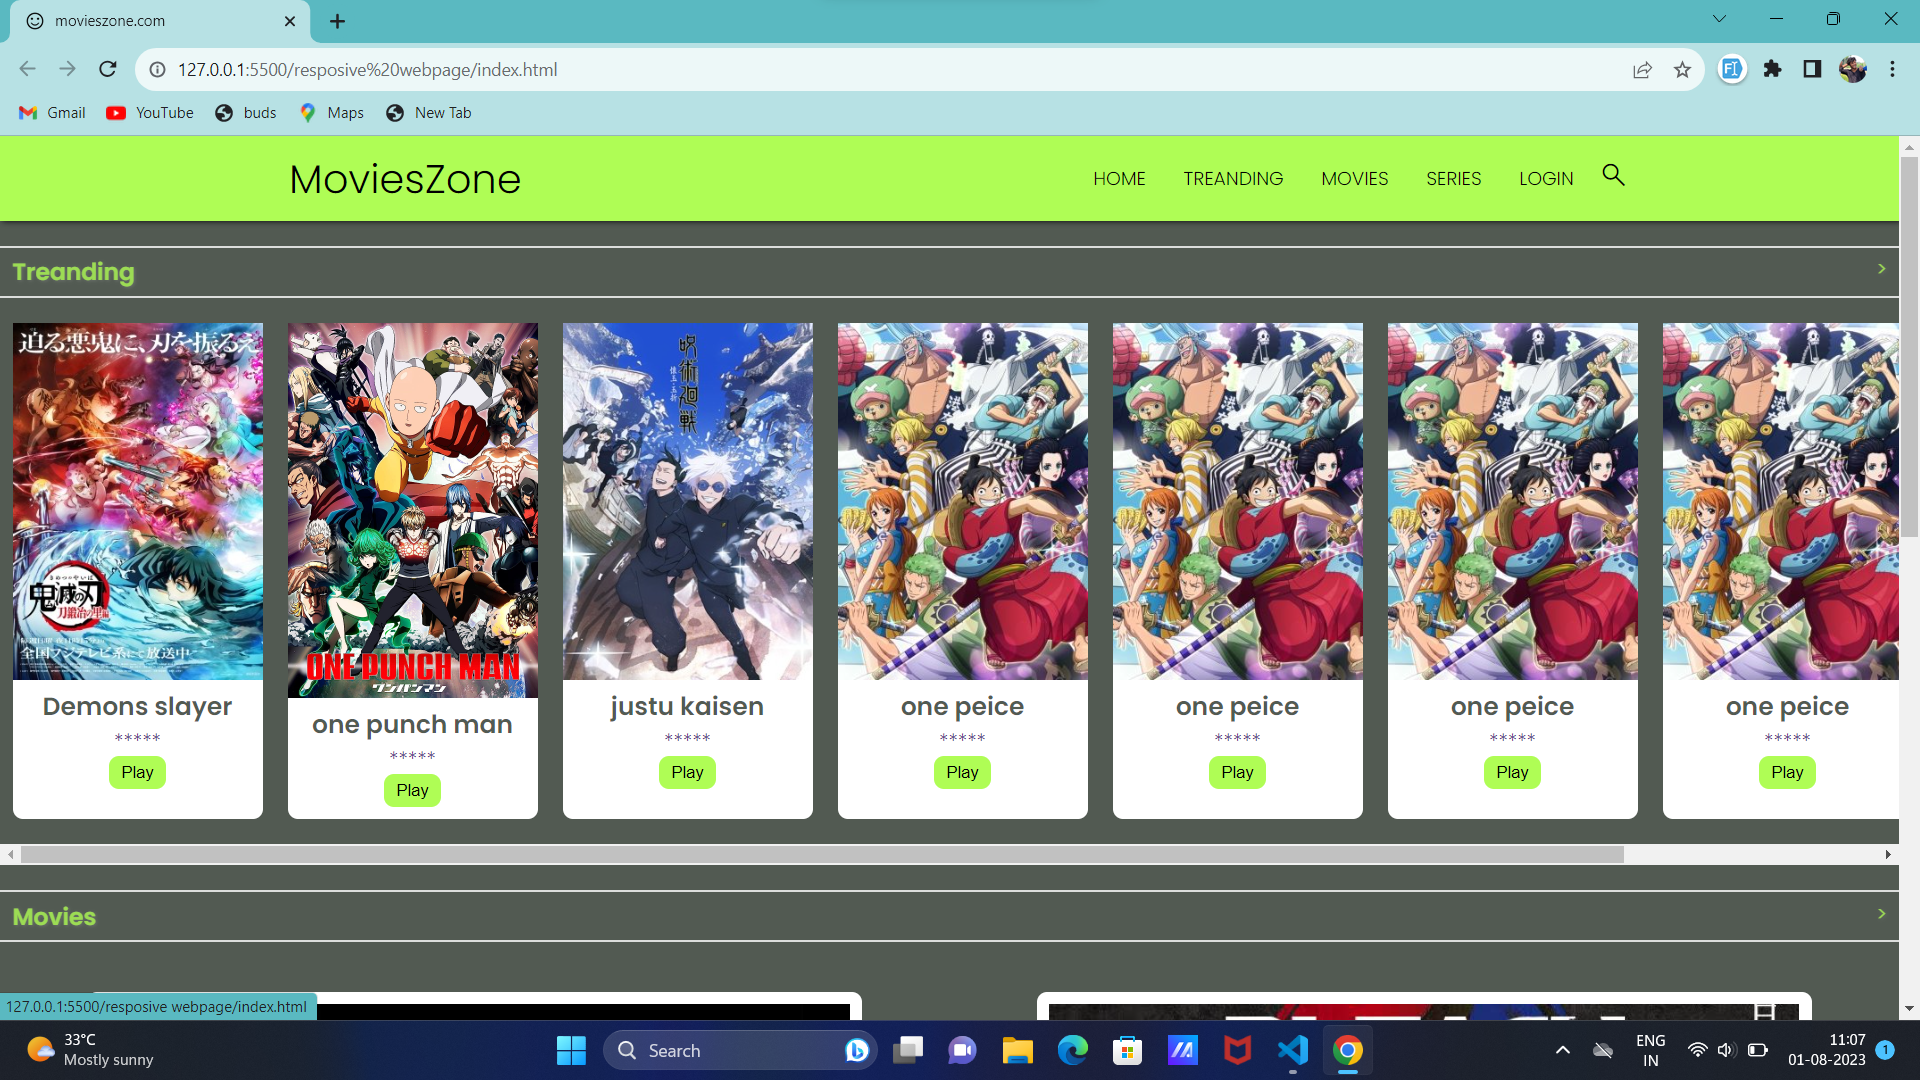 movieszone.com
127.0.0.1:5500/resposive%20webpage/index.html
Gmail YouTube buds Maps New Tab
MoviesZone
HOME TREANDING MOVIES SERIES LOGIN
Treanding >
迫る悪鬼に、刃を振るえ
鬼滅の刃
刀鍛冶の里編
全国フジテレビ系にて放送中
ONE PUNCH MAN
ワンパンマン
呪術廻戦
懐玉・玉折
Demons slayer
*****
Play
one punch man
*****
Play
justu kaisen
*****
Play
one peice
*****
Play
one peice
*****
Play
one peice
*****
Play
one peice
*****
Play
Movies >
127.0.0.1:5500/resposive webpage/index.html
33°C
Mostly sunny
Search
ENG
IN
11:07
01-08-2023
1